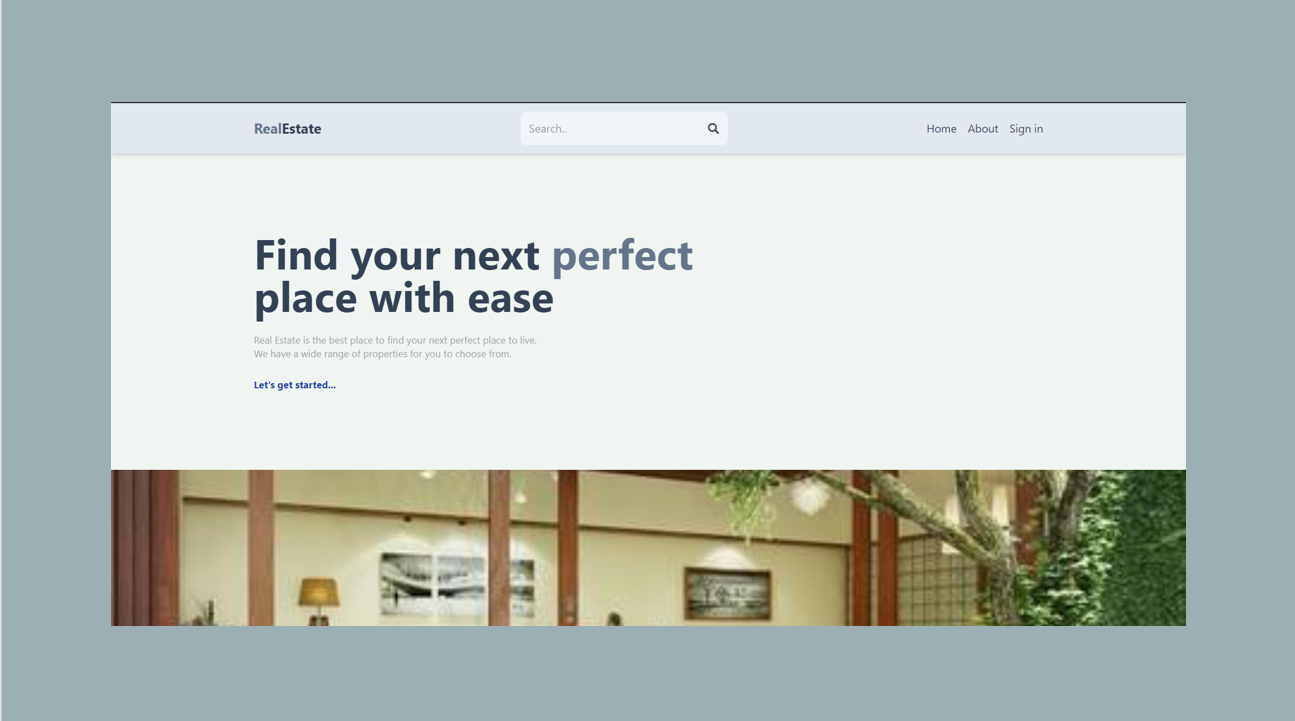 RealEstate
Search..
Home About Sign in
Find your next perfect
place with ease
Real Estate is the best place to find your next perfect place to live.
We have a wide range of properties for you to choose from.
Let's get started...